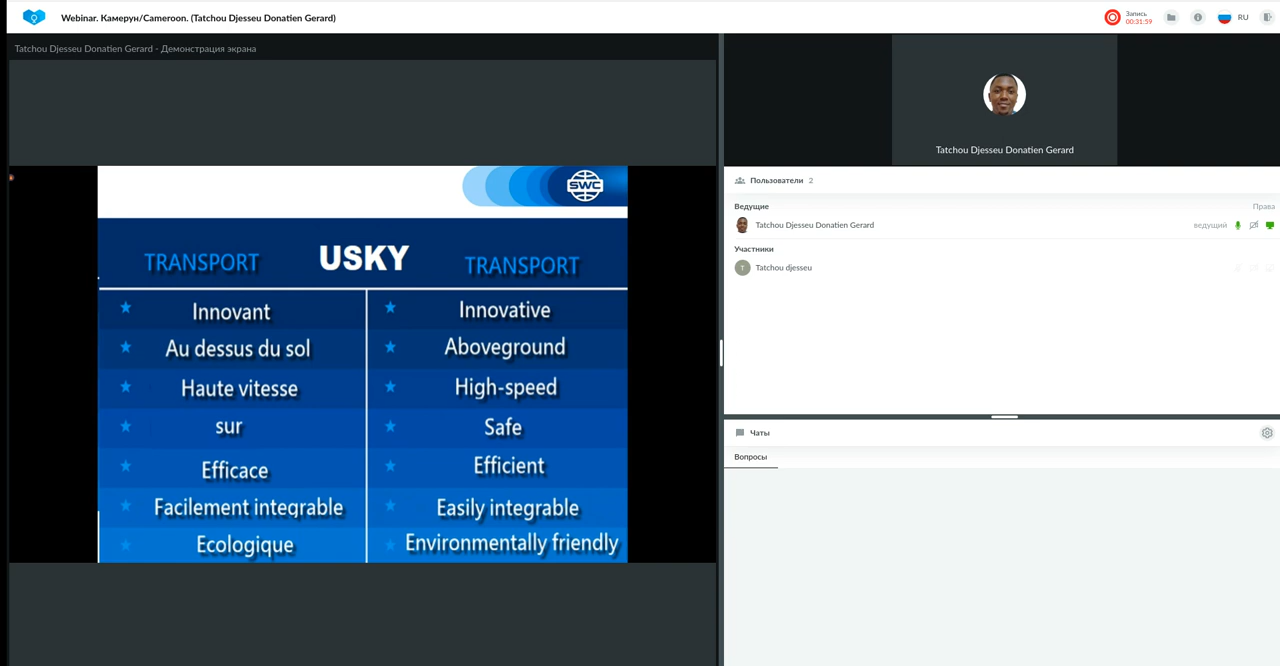 Webinar. Камерун/Cameroon. (Tatchou Djesseu Donatien Gerard)
Запись
00:31:59
RU
Tatchou Djesseu Donatien Gerard - Демонстрация экрана
SWC
TRANSPORT USKY TRANSPORT
Innovant Innovative
Au dessus du sol Aboveground
Haute vitesse High-speed
sur Safe
Efficace Efficient
Facilement integrable Easily integrable
Ecologique Environmentally friendly
Tatchou Djesseu Donatien Gerard
Пользователи 2
Ведущие Права
Tatchou Djesseu Donatien Gerard ведущий
Участники
T Tatchou djesseu
Чаты
Вопросы